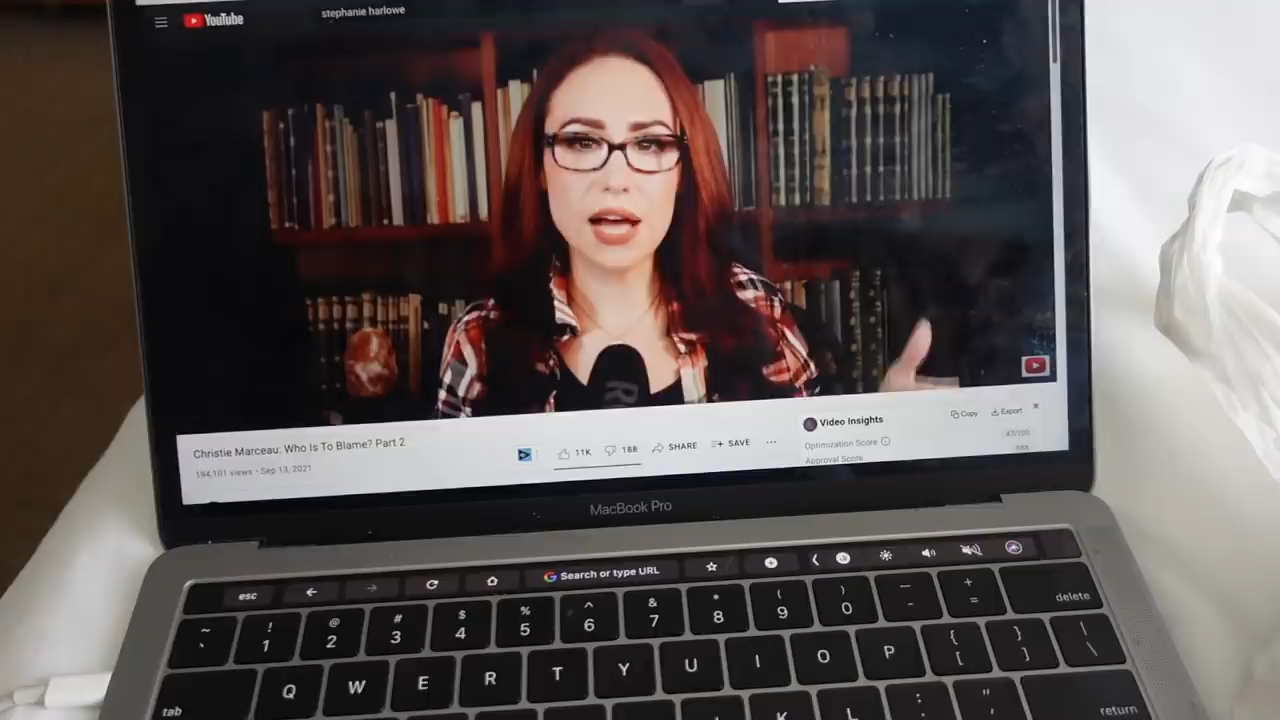 YouTube
stephanie harlowe
Christie Marceau: Who Is To Blame? Part 2
194,101 views • Sep 13, 2021
11K
188
SHARE
SAVE
...
Video Insights
Copy
Export
Optimization Score
47/100
Approval Score
MacBook Pro
esc
Search or type URL
~ ! @ # $ % ^ & * ( ) — +
` 1 2 3 4 5 6 7 8 9 0 - = delete
tab Q W E R T Y U I O P { [ } ] | \
K L : ; " return